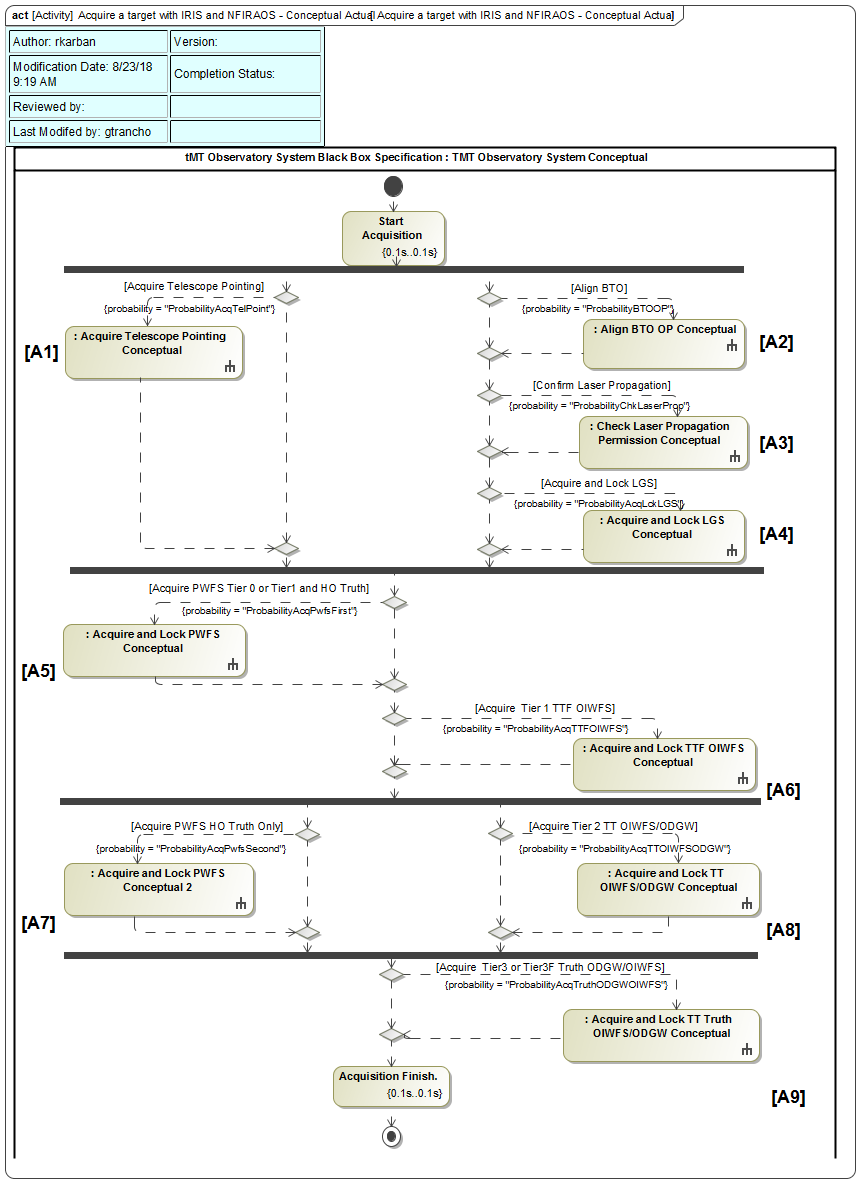 act [Activity] Acquire a target with IRIS and NFIRAOS - Conceptual Actua[ Acquire a target with IRIS and NFIRAOS - Conceptual Actua]
Author: rkarban
Version:
Modification Date: 8/23/18
9:19 AM
Completion Status:
Reviewed by:
Last Modifed by: gtrancho
tMT Observatory System Black Box Specification : TMT Observatory System Conceptual
Start
Acquisition
{0.1s..0.1s}
[Acquire Telescope Pointing]
{probability = "ProbabilityAcqTelPoint"}
[A1]
: Acquire Telescope Pointing
Conceptual
[Align BTO]
{probability = "ProbabilityBTOOP"}
: Align BTO OP Conceptual
[A2]
[Confirm Laser Propagation]
{probability = "ProbabilityChkLaserProp"}
: Check Laser Propagation
Permission Conceptual
[A3]
[Acquire and Lock LGS]
{probability = "ProbabilityAcqLckLGS"}
: Acquire and Lock LGS
Conceptual
[A4]
[Acquire PWFS Tier 0 or Tier1 and HO Truth]
{probability = "ProbabilityAcqPwfsFirst"}
: Acquire and Lock PWFS
Conceptual
[A5]
[Acquire  Tier 1 TTF OIWFS]
{probability = "ProbabilityAcqTTFOIWFS"}
: Acquire and Lock TTF OIWFS
Conceptual
[A6]
[Acquire PWFS HO Truth Only]
{probability = "ProbabilityAcqPwfsSecond"}
: Acquire and Lock PWFS
Conceptual 2
[A7]
[Acquire Tier 2 TT OIWFS/ODGW]
{probability = "ProbabilityAcqTTOIWFSODGW"}
: Acquire and Lock TT
OIWFS/ODGW Conceptual
[A8]
[Acquire  Tier3 or Tier3F Truth ODGW/OIWFS]
{probability = "ProbabilityAcqTruthODGWOIWFS"}
: Acquire and Lock TT Truth
OIWFS/ODGW Conceptual
Acquisition Finish.
{0.1s..0.1s}
[A9]